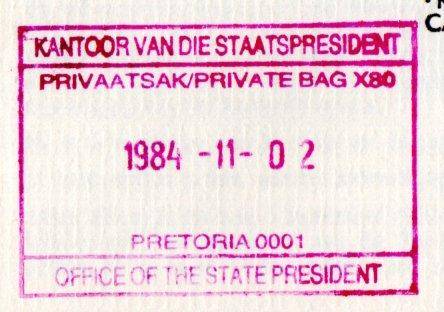 KANTOOR VAN DIE STAATSPRESIDENT
PRIVAATSAK/PRIVATE BAG X80
1984 -11- 0 2
PRETORIA 0001
OFFICE OF THE STATE PRESIDENT